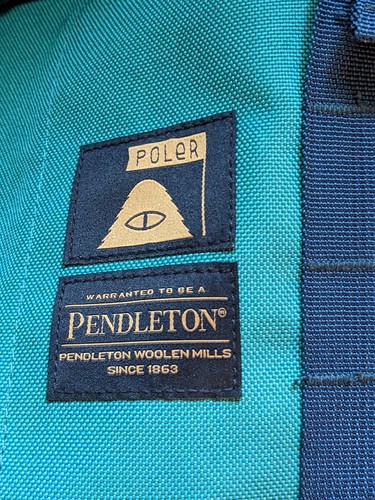 POLeR
WARRANTED TO BE A
PENDLETON®
PENDLETON WOOLEN MILLS
SINCE 1863